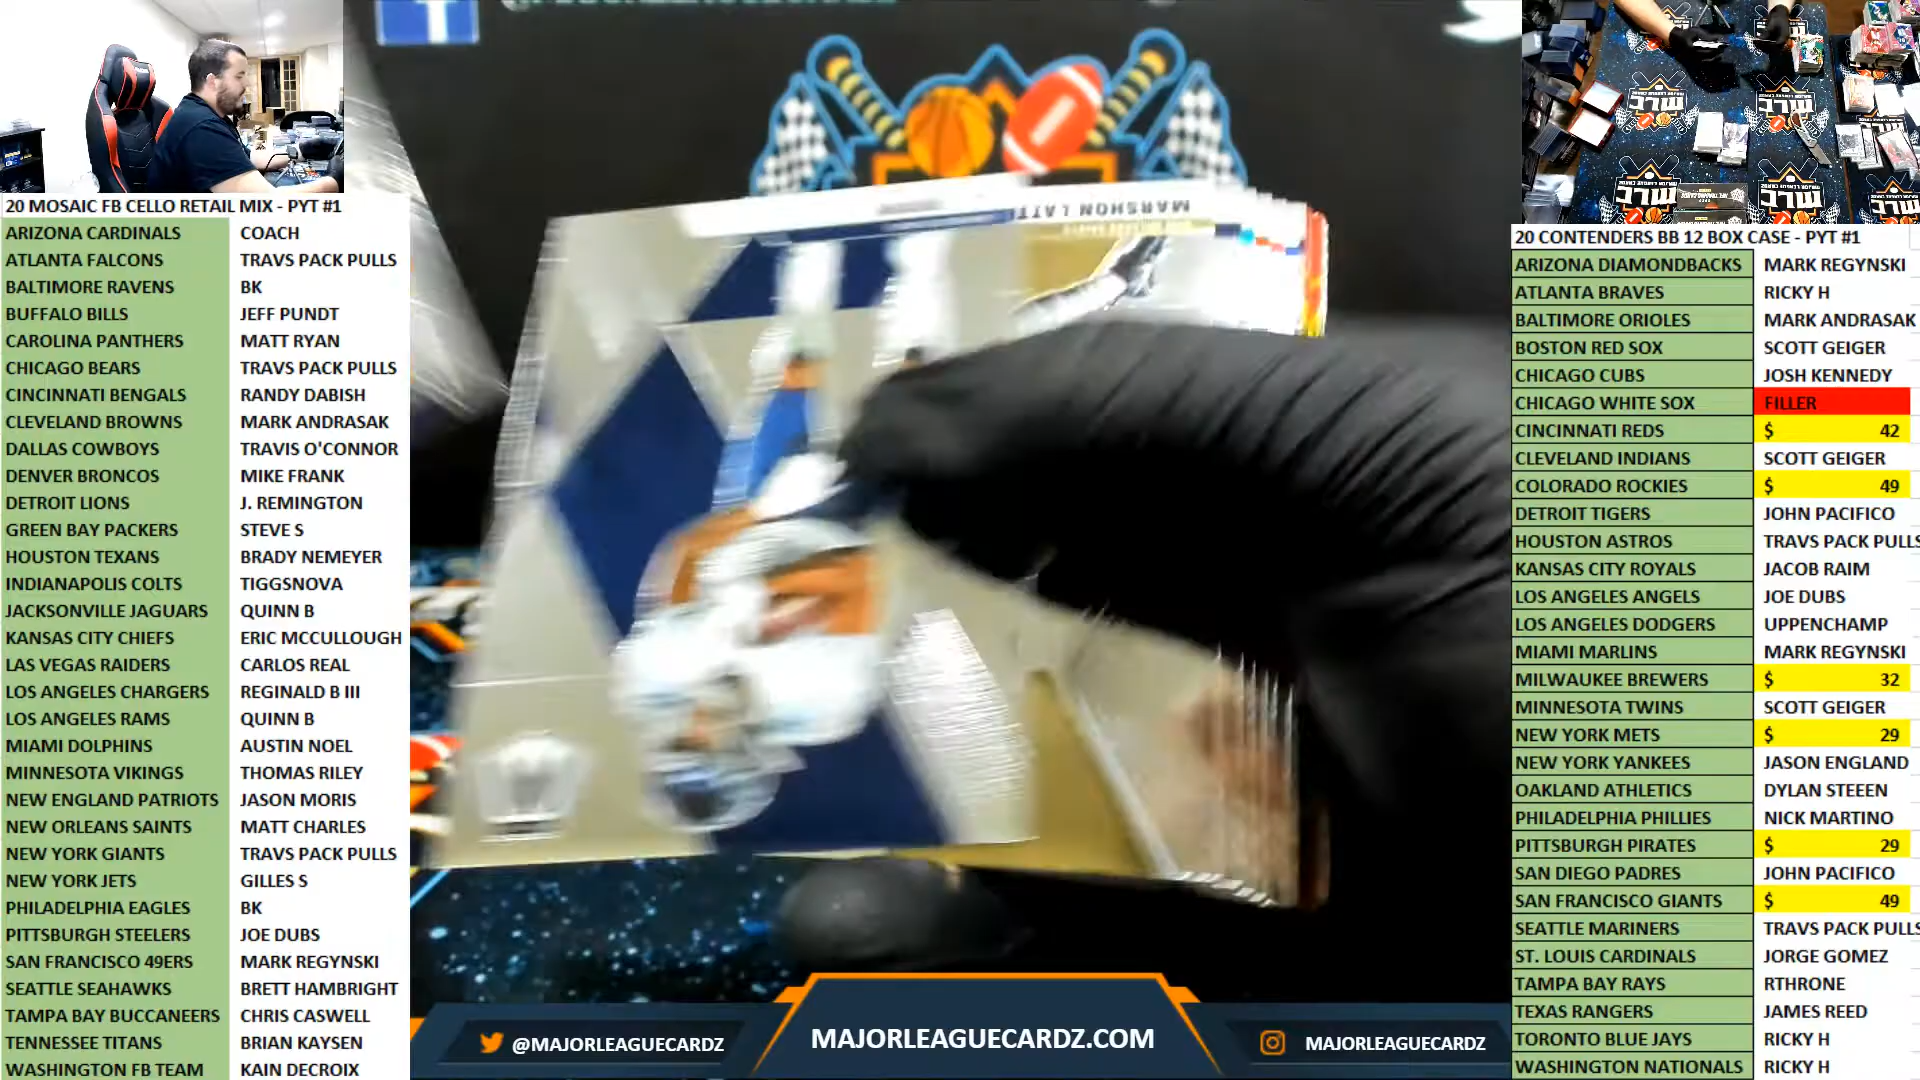 20 MOSAIC FB CELLO RETAIL MIX - PYT #1
ARIZONA CARDINALS COACH
ATLANTA FALCONS TRAVS PACK PULLS
BALTIMORE RAVENS BK
BUFFALO BILLS JEFF PUNDT
CAROLINA PANTHERS MATT RYAN
CHICAGO BEARS TRAVS PACK PULLS
CINCINNATI BENGALS RANDY DABISH
CLEVELAND BROWNS MARK ANDRASAK
DALLAS COWBOYS TRAVIS O'CONNOR
DENVER BRONCOS MIKE FRANK
DETROIT LIONS J. REMINGTON
GREEN BAY PACKERS STEVE S
HOUSTON TEXANS BRADY NEMEYER
INDIANAPOLIS COLTS TIGGSNOVA
JACKSONVILLE JAGUARS QUINN B
KANSAS CITY CHIEFS ERIC MCCULLOUGH
LAS VEGAS RAIDERS CARLOS REAL
LOS ANGELES CHARGERS REGINALD B III
LOS ANGELES RAMS QUINN B
MIAMI DOLPHINS AUSTIN NOEL
MINNESOTA VIKINGS THOMAS RILEY
NEW ENGLAND PATRIOTS JASON MORIS
NEW ORLEANS SAINTS MATT CHARLES
NEW YORK GIANTS TRAVS PACK PULLS
NEW YORK JETS GILLES S
PHILADELPHIA EAGLES BK
PITTSBURGH STEELERS JOE DUBS
SAN FRANCISCO 49ERS MARK REGYNSKI
SEATTLE SEAHAWKS BRETT HAMBRIGHT
TAMPA BAY BUCCANEERS CHRIS CASWELL
TENNESSEE TITANS BRIAN KAYSEN
WASHINGTON FB TEAM KAIN DECROIX
MARSHON LATT
@MAJORLEAGUECARDZ
MAJORLEAGUECARDZ.COM
MAJORLEAGUECARDZ
20 CONTENDERS BB 12 BOX CASE - PYT #1
ARIZONA DIAMONDBACKS MARK REGYNSKI
ATLANTA BRAVES RICKY H
BALTIMORE ORIOLES MARK ANDRASAK
BOSTON RED SOX SCOTT GEIGER
CHICAGO CUBS JOSH KENNEDY
CHICAGO WHITE SOX FILLER
CINCINNATI REDS $ 42
CLEVELAND INDIANS SCOTT GEIGER
COLORADO ROCKIES $ 49
DETROIT TIGERS JOHN PACIFICO
HOUSTON ASTROS TRAVS PACK PULLS
KANSAS CITY ROYALS JACOB RAIM
LOS ANGELES ANGELS JOE DUBS
LOS ANGELES DODGERS UPPENCHAMP
MIAMI MARLINS MARK REGYNSKI
MILWAUKEE BREWERS $ 32
MINNESOTA TWINS SCOTT GEIGER
NEW YORK METS $ 29
NEW YORK YANKEES JASON ENGLAND
OAKLAND ATHLETICS DYLAN STEEEN
PHILADELPHIA PHILLIES NICK MARTINO
PITTSBURGH PIRATES $ 29
SAN DIEGO PADRES JOHN PACIFICO
SAN FRANCISCO GIANTS $ 49
SEATTLE MARINERS TRAVS PACK PULLS
ST. LOUIS CARDINALS JORGE GOMEZ
TAMPA BAY RAYS RTHRONE
TEXAS RANGERS JAMES REED
TORONTO BLUE JAYS RICKY H
WASHINGTON NATIONALS RICKY H